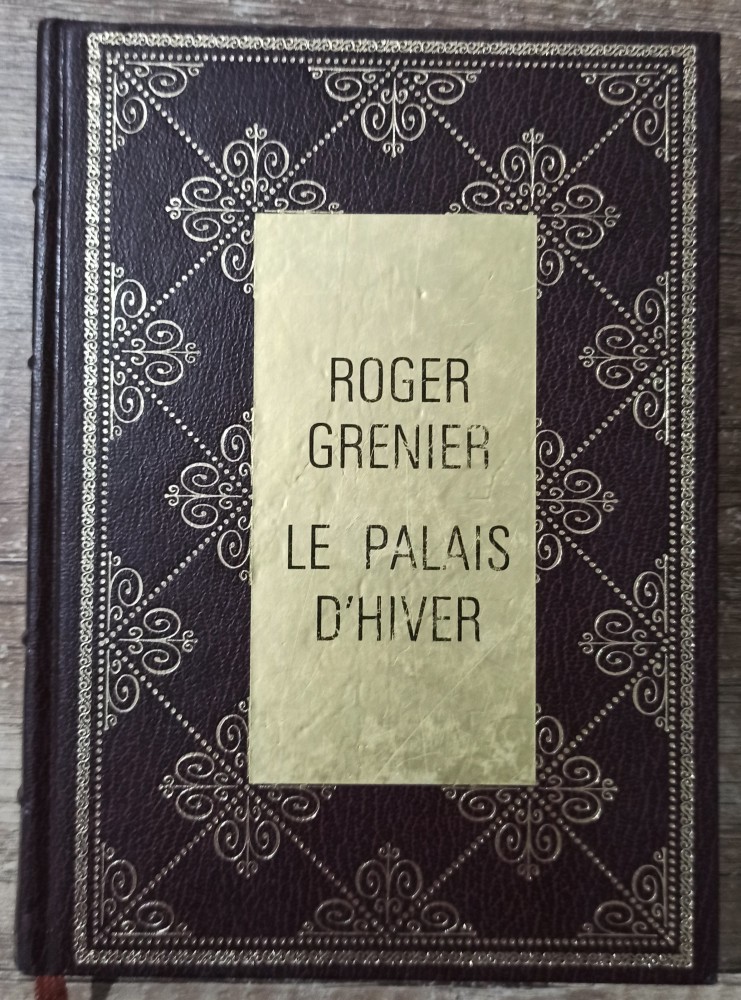 ROGER
GRENIER
LE PALAIS
D'HIVER